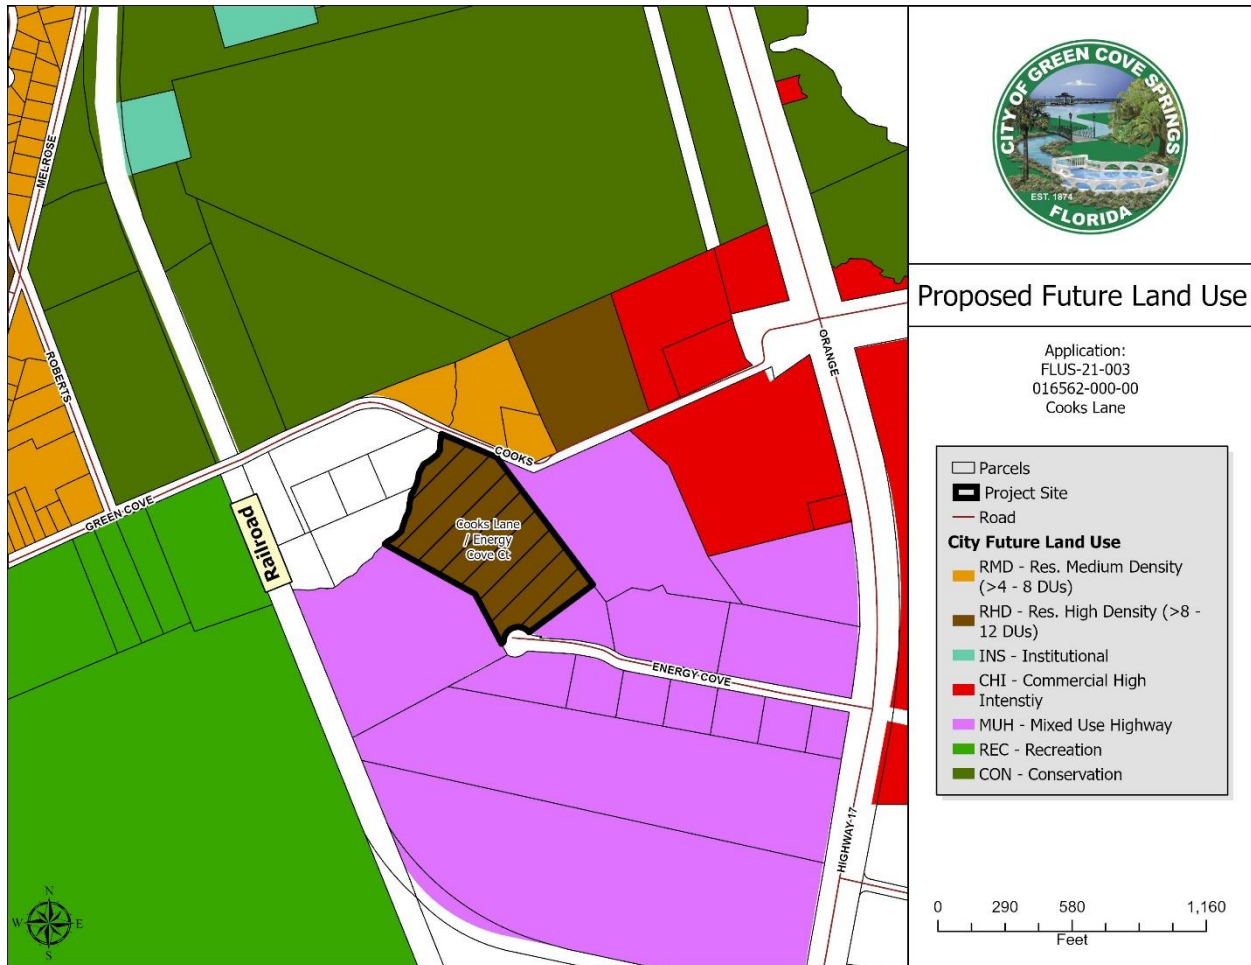 CITY OF GREEN COVE SPRINGS
EST. 1874
FLORIDA
Proposed Future Land Use
Application:
FLUS-21-003
016562-000-00
Cooks Lane
Parcels
Project Site
Road
City Future Land Use
RMD - Res. Medium Density
(>4 - 8 DUs)
RHD - Res. High Density (>8 -
12 DUs)
INS - Institutional
CHI - Commercial High
Intenstiy
MUH - Mixed Use Highway
REC - Recreation
CON - Conservation
0 290 580 1,160
Feet
MELROSE
ROBERTS
ORANGE
COOKS
GREEN COVE
Railroad
Cooks Lane
/ Energy
Cove Ct
ENERGY COVE
HIGHWAY 17
N
W E
S